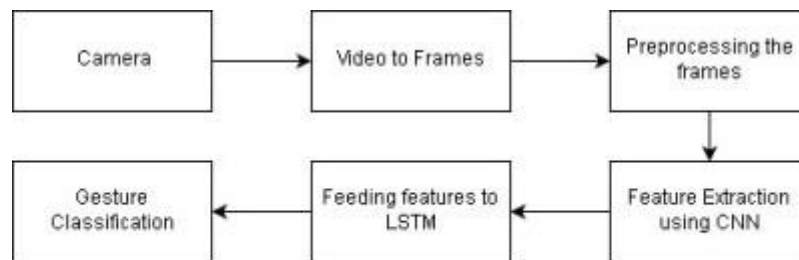 Camera
Video to Frames
Preprocessing the
frames
Feature Extraction
using CNN
Feeding features to
LSTM
Gesture
Classification